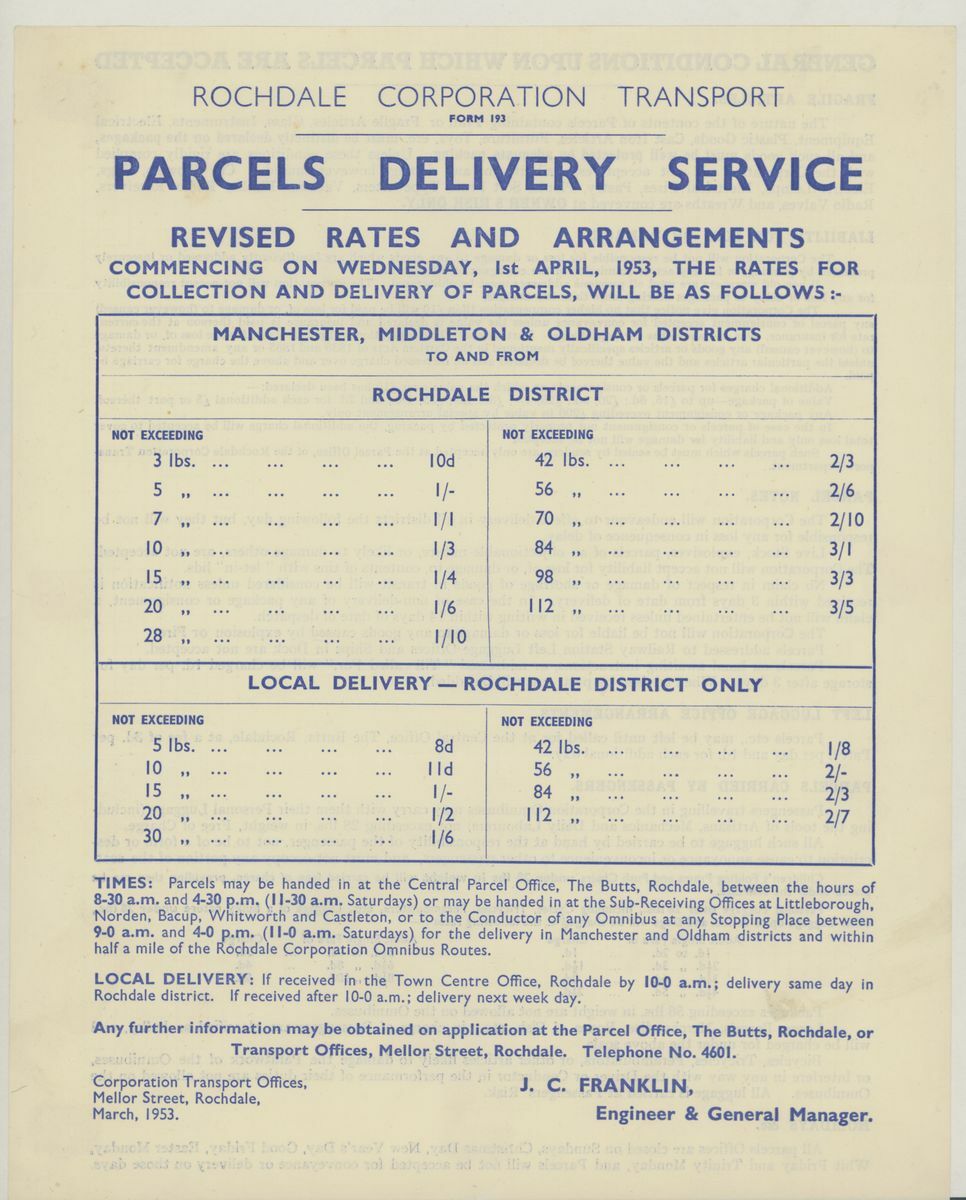 ROCHDALE CORPORATION TRANSPORT
FORM 193
PARCELS DELIVERY SERVICE
REVISED RATES AND ARRANGEMENTS
COMMENCING ON WEDNESDAY, 1st APRIL, 1953, THE RATES FOR
COLLECTION AND DELIVERY OF PARCELS, WILL BE AS FOLLOWS :-
MANCHESTER, MIDDLETON & OLDHAM DISTRICTS
TO AND FROM
ROCHDALE DISTRICT
NOT EXCEEDING
3 lbs. ... ... ... ... 10d
5 „ ... ... ... ... 1/-
7 „ ... ... ... ... 1/1
10 „ ... ... ... ... 1/3
15 „ ... ... ... ... 1/4
20 „ ... ... ... ... 1/6
28 „ ... ... ... ... 1/10
NOT EXCEEDING
42 lbs. ... ... ... ... 2/3
56 „ ... ... ... ... 2/6
70 „ ... ... ... ... 2/10
84 „ ... ... ... ... 3/1
98 „ ... ... ... ... 3/3
112 „ ... ... ... ... 3/5
LOCAL DELIVERY — ROCHDALE DISTRICT ONLY
NOT EXCEEDING
5 lbs. ... ... ... ... 8d
10 „ ... ... ... ... 11d
15 „ ... ... ... ... 1/-
20 „ ... ... ... ... 1/2
30 „ ... ... ... ... 1/6
NOT EXCEEDING
42 lbs. ... ... ... ... 1/8
56 „ ... ... ... ... 2/-
84 „ ... ... ... ... 2/3
112 „ ... ... ... ... 2/7
TIMES: Parcels may be handed in at the Central Parcel Office, The Butts, Rochdale, between the hours of
8-30 a.m. and 4-30 p.m. (11-30 a.m. Saturdays) or may be handed in at the Sub-Receiving Offices at Littleborough,
Norden, Bacup, Whitworth and Castleton, or to the Conductor of any Omnibus at any Stopping Place between
9-0 a.m. and 4-0 p.m. (11-0 a.m. Saturdays) for the delivery in Manchester and Oldham districts and within
half a mile of the Rochdale Corporation Omnibus Routes.
LOCAL DELIVERY: If received in the Town Centre Office, Rochdale by 10-0 a.m.; delivery same day in
Rochdale district. If received after 10-0 a.m.; delivery next week day.
Any further information may be obtained on application at the Parcel Office, The Butts, Rochdale, or
Transport Offices, Mellor Street, Rochdale. Telephone No. 4601.
Corporation Transport Offices,
Mellor Street, Rochdale,
March, 1953.
J. C. FRANKLIN,
Engineer & General Manager.